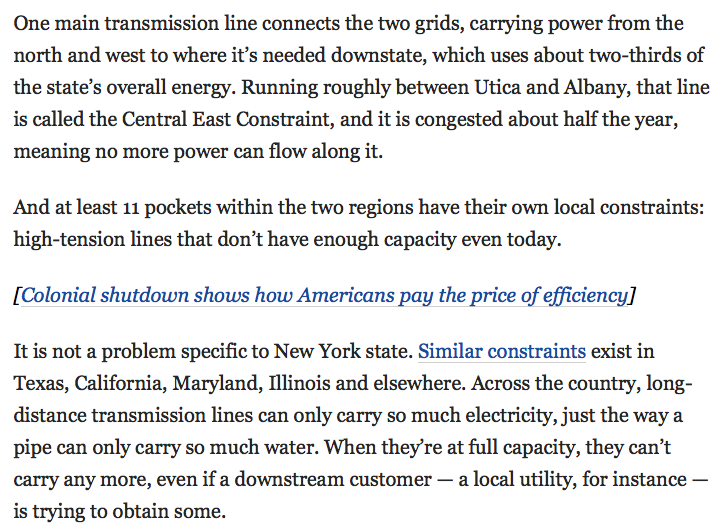 One main transmission line connects the two grids, carrying power from the
north and west to where it’s needed downstate, which uses about two-thirds of
the state’s overall energy. Running roughly between Utica and Albany, that line
is called the Central East Constraint, and it is congested about half the year,
meaning no more power can flow along it.
And at least 11 pockets within the two regions have their own local constraints:
high-tension lines that don’t have enough capacity even today.
[Colonial shutdown shows how Americans pay the price of efficiency]
It is not a problem specific to New York state. Similar constraints exist in
Texas, California, Maryland, Illinois and elsewhere. Across the country, long-
distance transmission lines can only carry so much electricity, just the way a
pipe can only carry so much water. When they’re at full capacity, they can’t
carry any more, even if a downstream customer — a local utility, for instance —
is trying to obtain some.